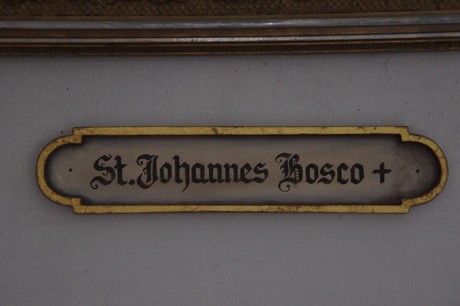 St. Johannes Bosco +